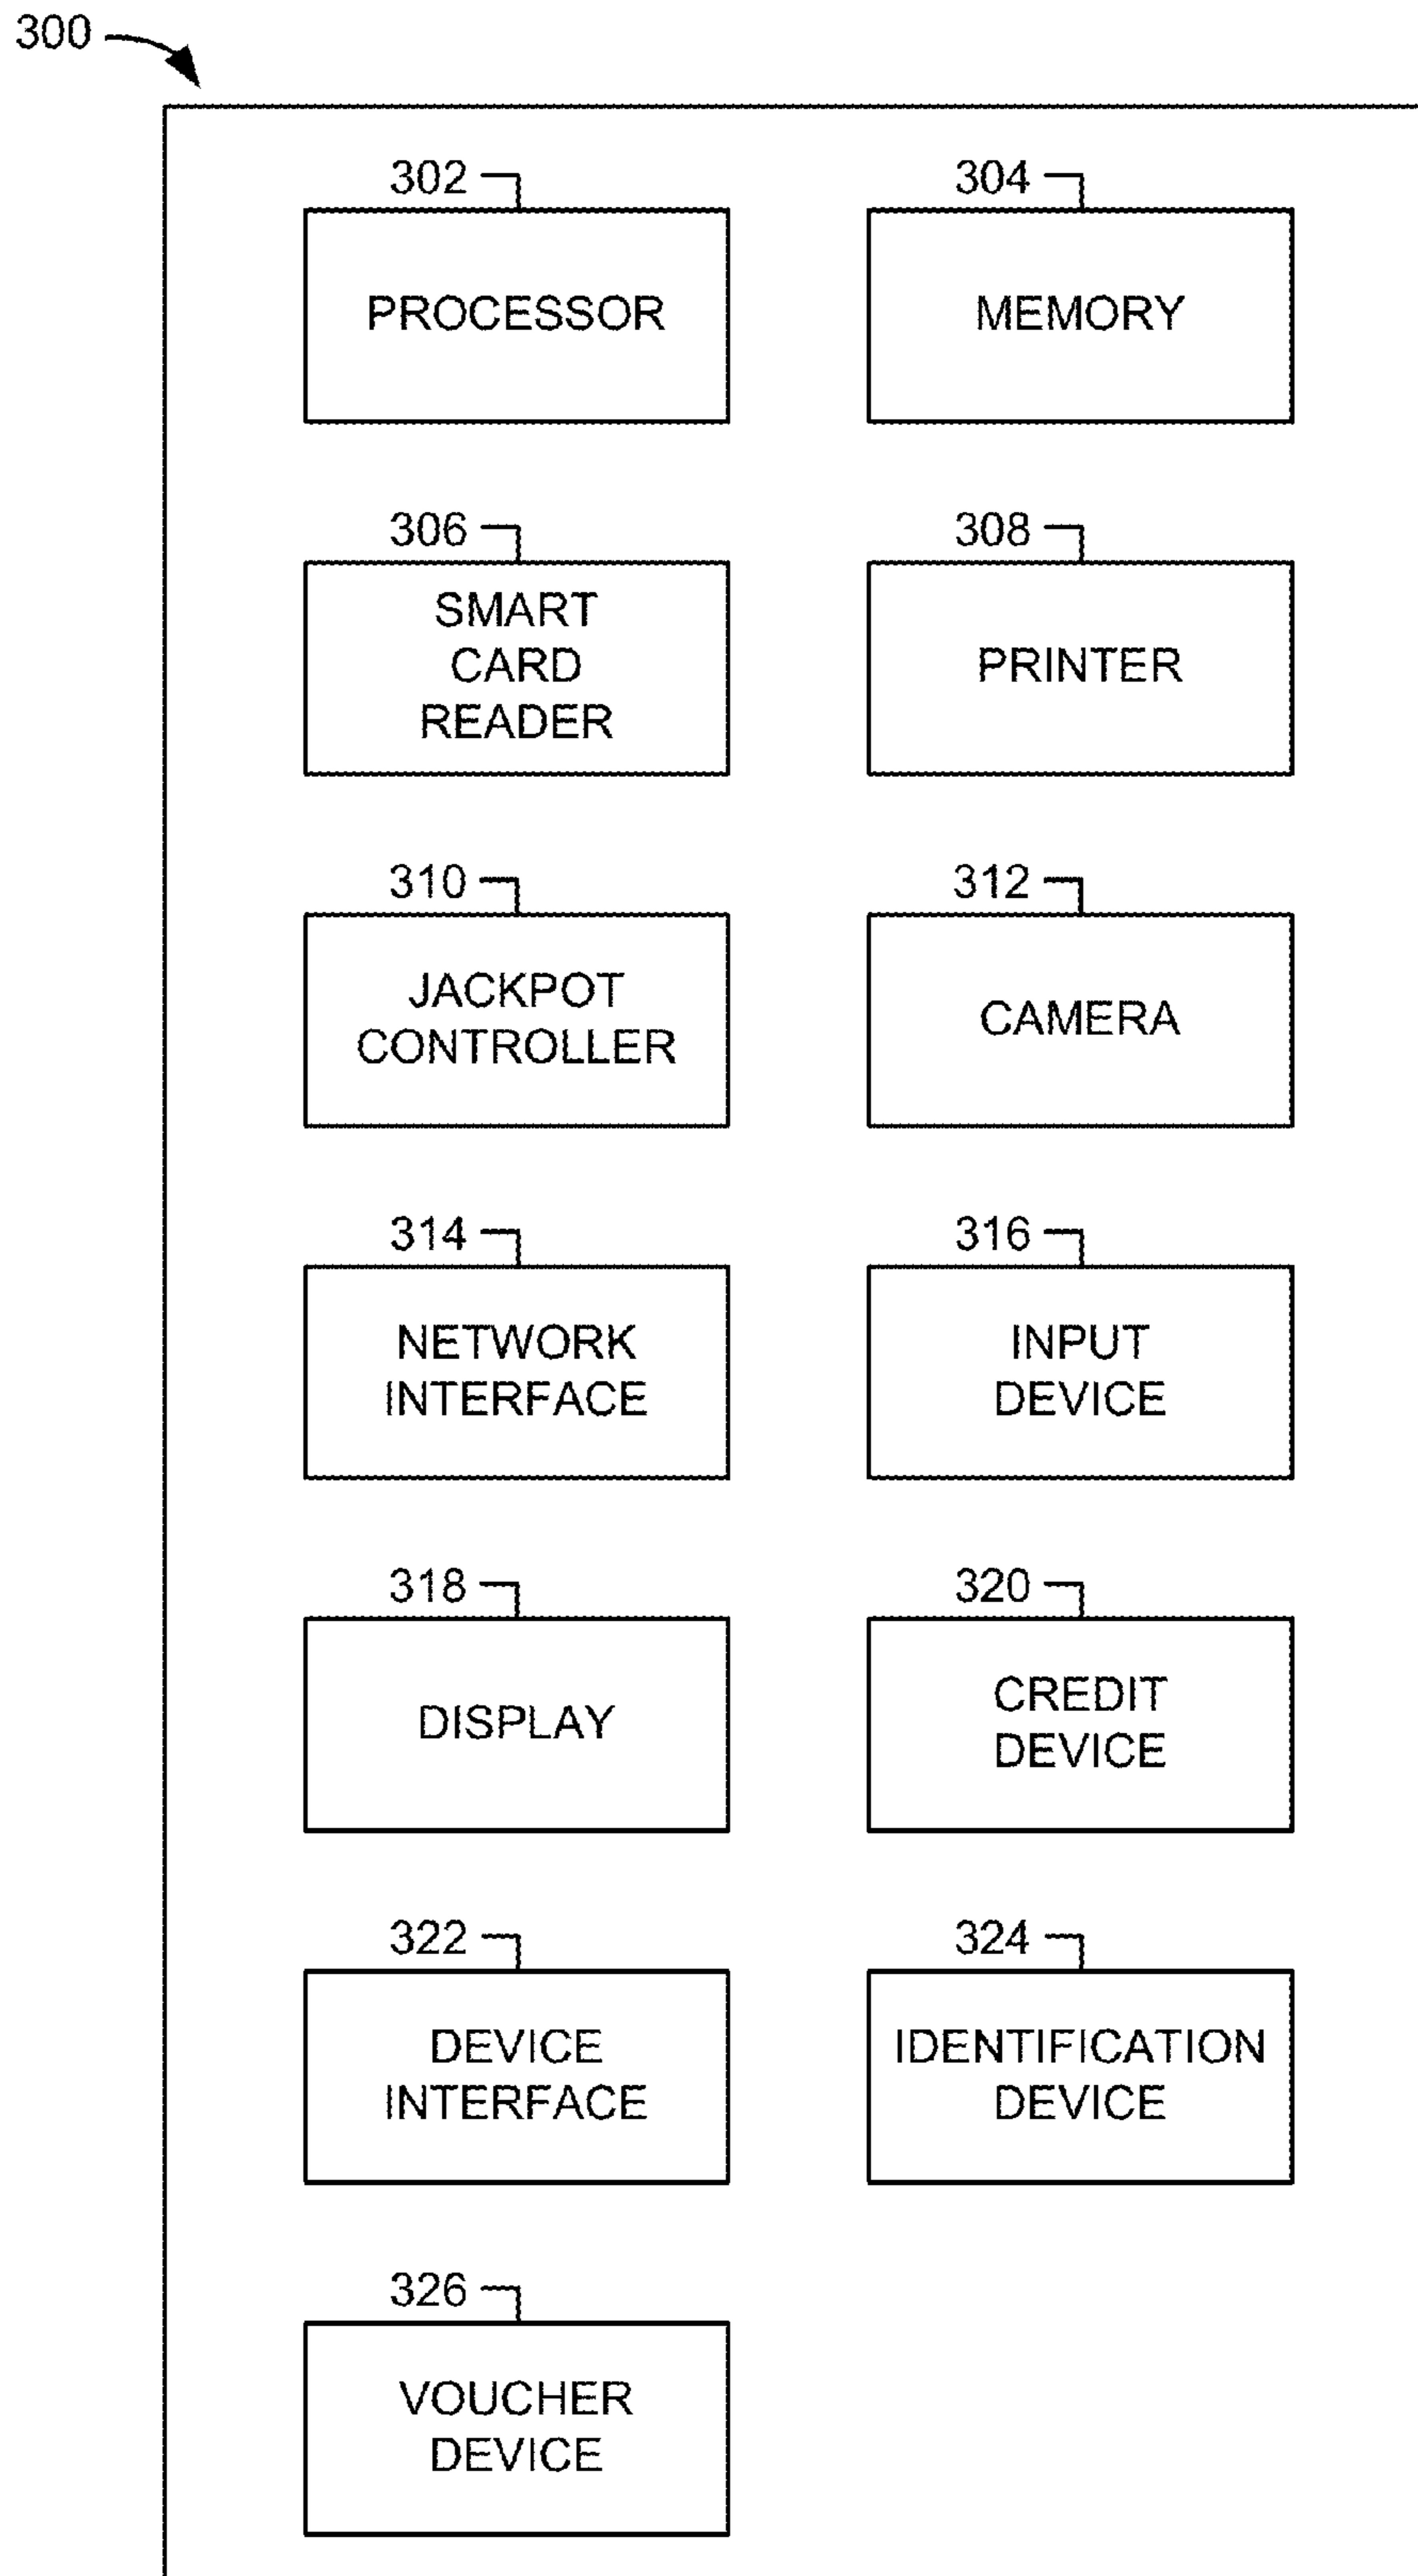 300
302
304
PROCESSOR
MEMORY
306
308
SMART
CARD
READER
PRINTER
310
312
JACKPOT
CONTROLLER
CAMERA
314
316
NETWORK
INTERFACE
INPUT
DEVICE
318
320
DISPLAY
CREDIT
DEVICE
322
324
DEVICE
INTERFACE
IDENTIFICATION
DEVICE
326
VOUCHER
DEVICE